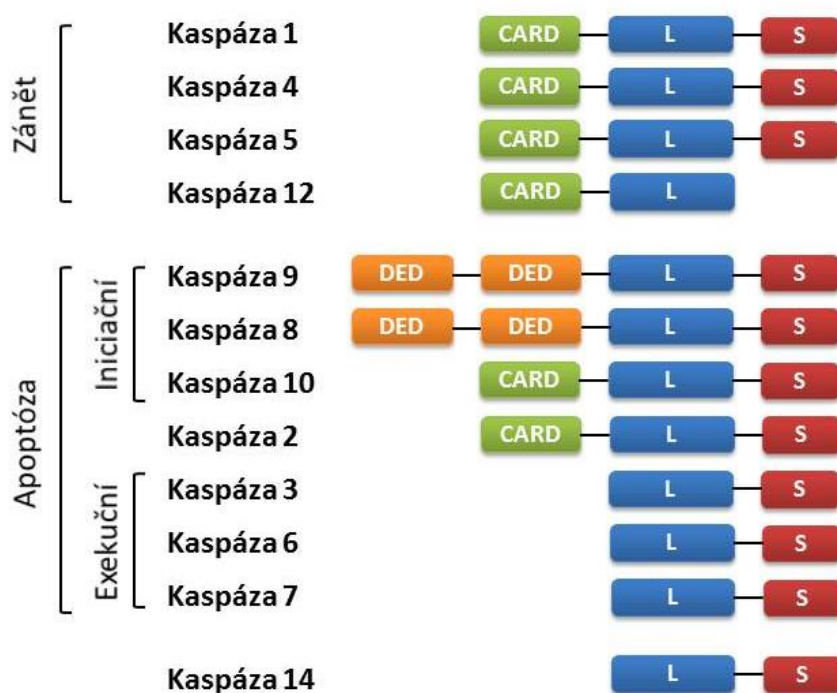 Zánět
Kaspáza 1 CARD L S
Kaspáza 4 CARD L S
Kaspáza 5 CARD L S
Kaspáza 12 CARD L
Apoptóza
Iniciační
Kaspáza 9 DED DED L S
Kaspáza 8 DED DED L S
Kaspáza 10 CARD L S
Kaspáza 2 CARD L S
Exekuční
Kaspáza 3 L S
Kaspáza 6 L S
Kaspáza 7 L S
Kaspáza 14 L S